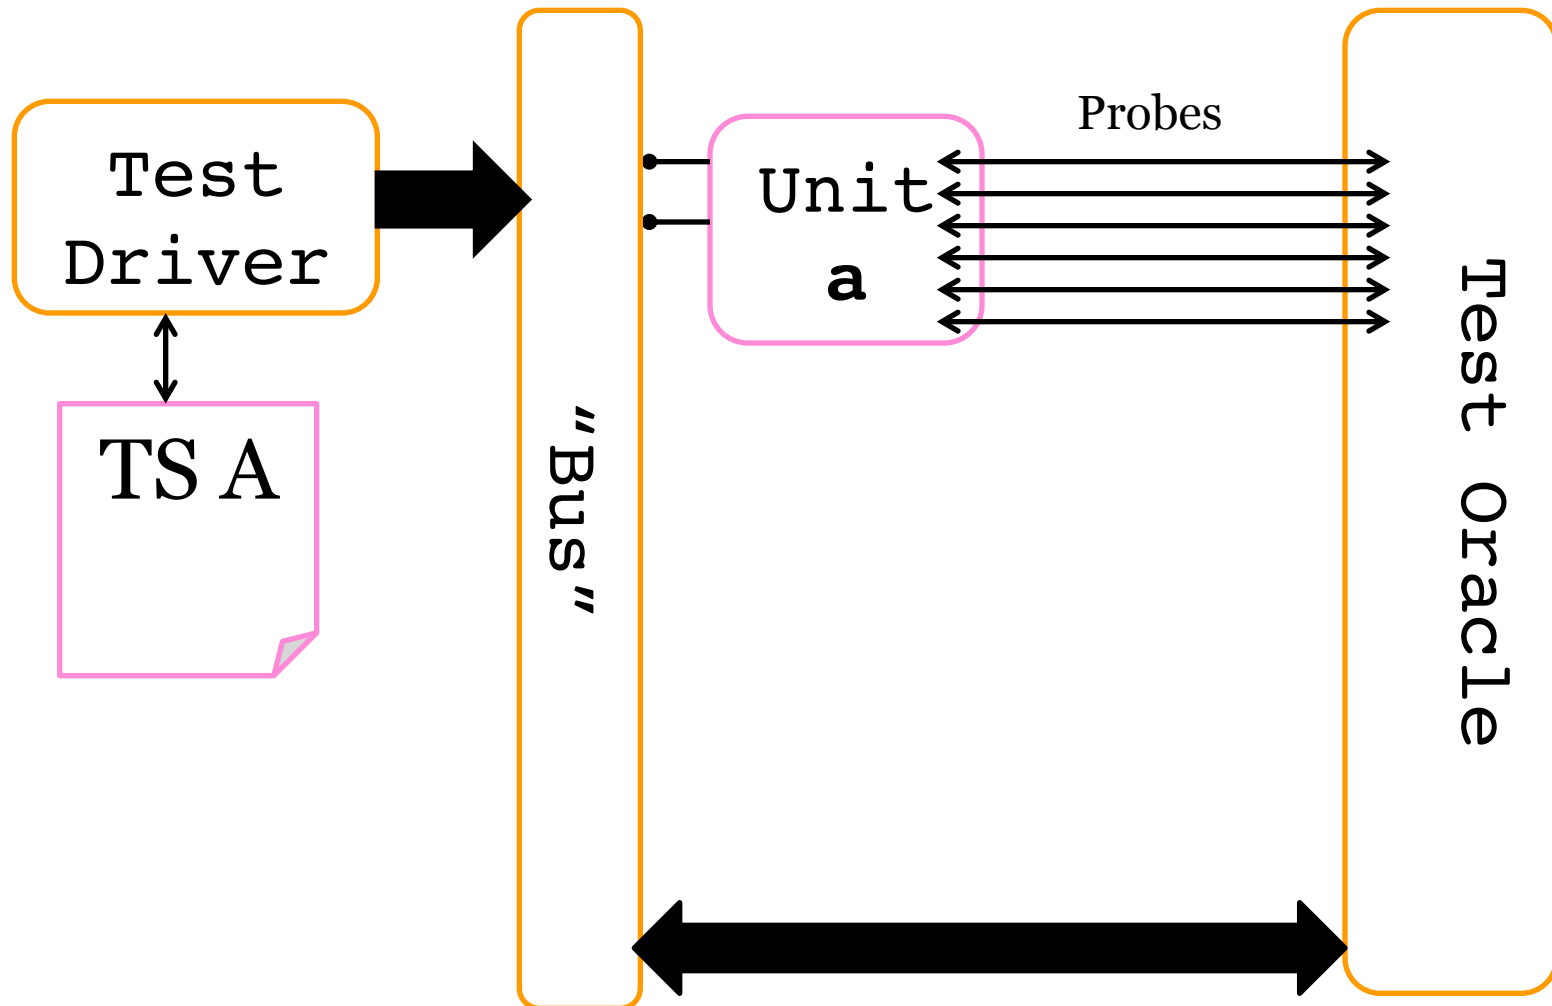 Test
Driver
TS A
"Bus"
Unit
a
Probes
Test Oracle